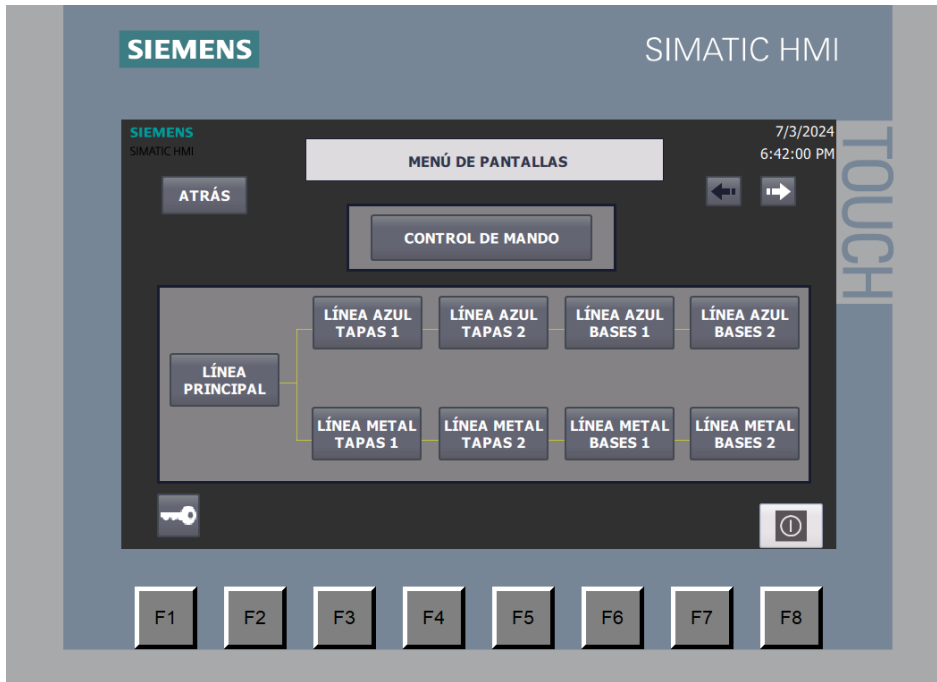 SIEMENS
SIMATIC HMI
TOUCH
SIEMENS
SIMATIC HMI
7/3/2024
6:42:00 PM
MENÚ DE PANTALLAS
ATRÁS
CONTROL DE MANDO
LÍNEA
PRINCIPAL
LÍNEA AZUL
TAPAS 1
LÍNEA AZUL
TAPAS 2
LÍNEA AZUL
BASES 1
LÍNEA AZUL
BASES 2
LÍNEA METAL
TAPAS 1
LÍNEA METAL
TAPAS 2
LÍNEA METAL
BASES 1
LÍNEA METAL
BASES 2
F1
F2
F3
F4
F5
F6
F7
F8